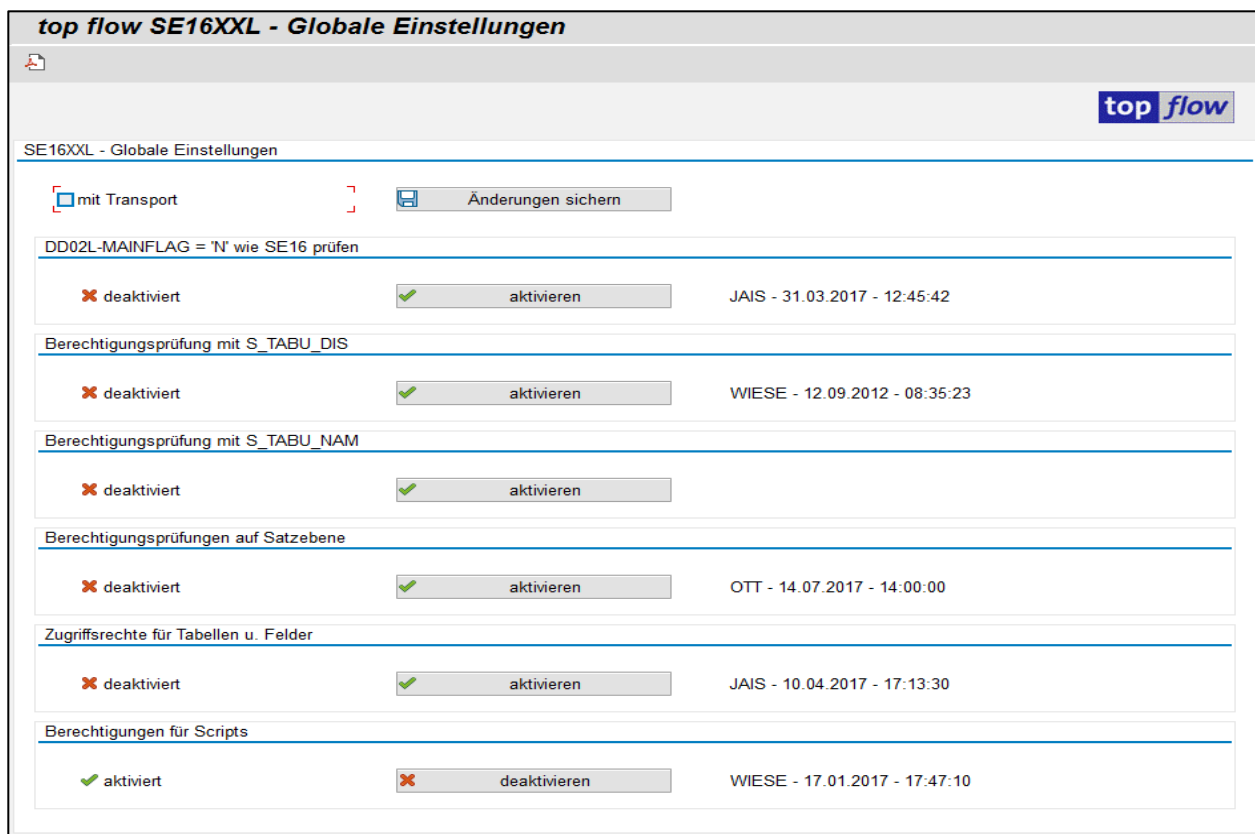 top flow SE16XXL - Globale Einstellungen
top flow
SE16XXL - Globale Einstellungen
mit Transport Änderungen sichern
DD02L-MAINFLAG = 'N' wie SE16 prüfen
deaktiviert aktivieren JAIS - 31.03.2017 - 12:45:42
Berechtigungsprüfung mit S_TABU_DIS
deaktiviert aktivieren WIESE - 12.09.2012 - 08:35:23
Berechtigungsprüfung mit S_TABU_NAM
deaktiviert aktivieren
Berechtigungsprüfungen auf Satzebene
deaktiviert aktivieren OTT - 14.07.2017 - 14:00:00
Zugriffsrechte für Tabellen u. Felder
deaktiviert aktivieren JAIS - 10.04.2017 - 17:13:30
Berechtigungen für Scripts
aktiviert deaktivieren WIESE - 17.01.2017 - 17:47:10